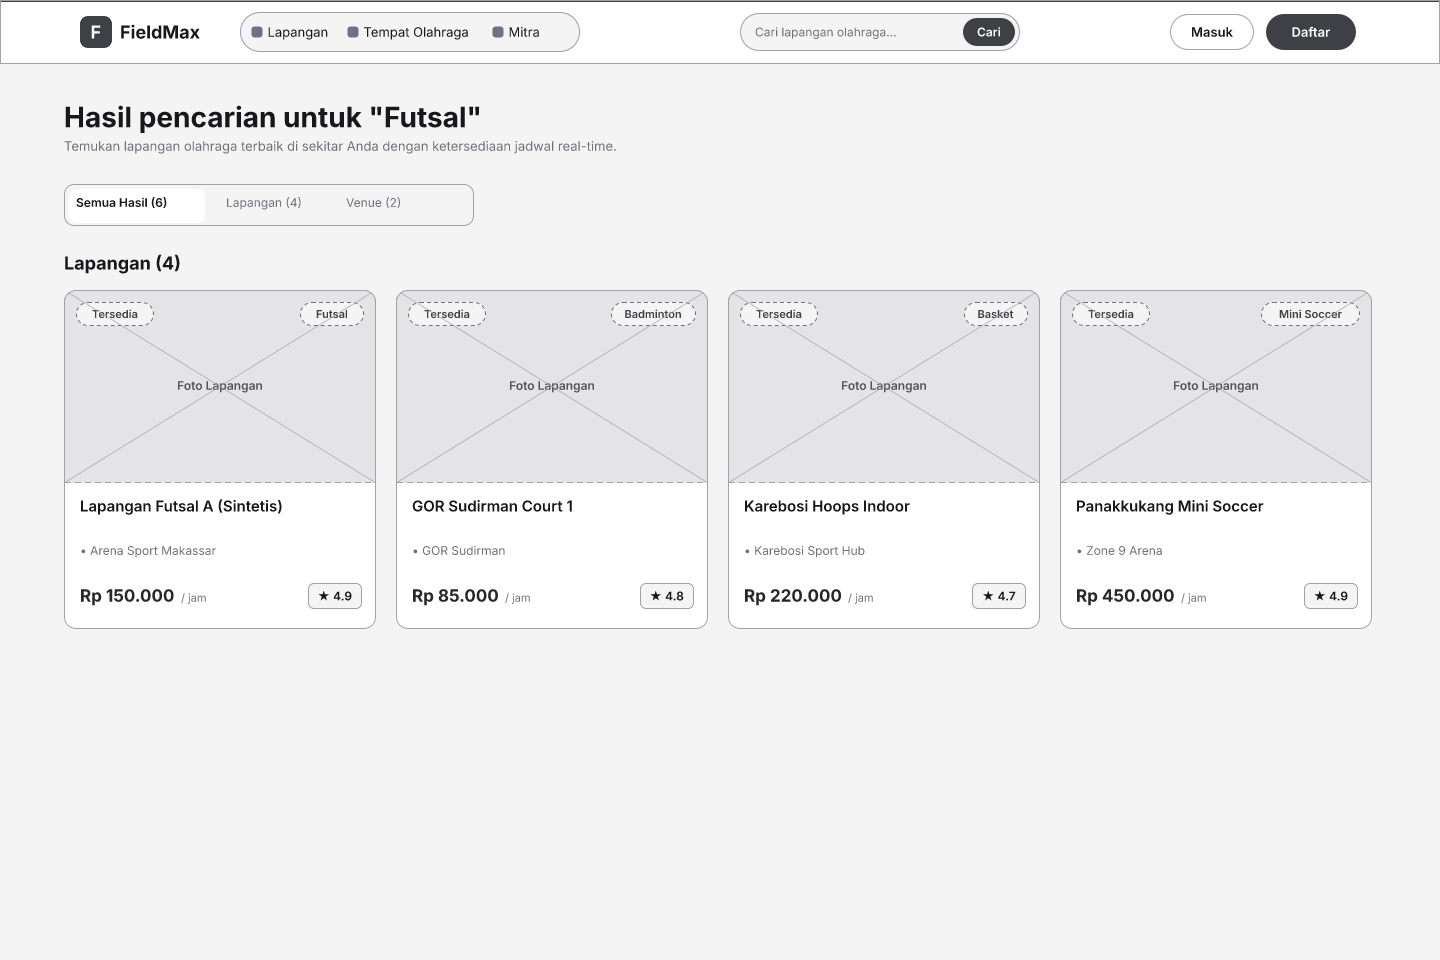 F FieldMax Lapangan Tempat Olahraga Mitra Cari lapangan olahraga... Cari Masuk Daftar
Hasil pencarian untuk "Futsal"
Temukan lapangan olahraga terbaik di sekitar Anda dengan ketersediaan jadwal real-time.
Semua Hasil (6) Lapangan (4) Venue (2)
Lapangan (4)
Tersedia Futsal Tersedia Badminton Tersedia Basket Tersedia Mini Soccer
Foto Lapangan Foto Lapangan Foto Lapangan Foto Lapangan
Lapangan Futsal A (Sintetis) GOR Sudirman Court 1 Karebosi Hoops Indoor Panakkukang Mini Soccer
• Arena Sport Makassar • GOR Sudirman • Karebosi Sport Hub • Zone 9 Arena
Rp 150.000 / jam ★ 4.9 Rp 85.000 / jam ★ 4.8 Rp 220.000 / jam ★ 4.7 Rp 450.000 / jam ★ 4.9